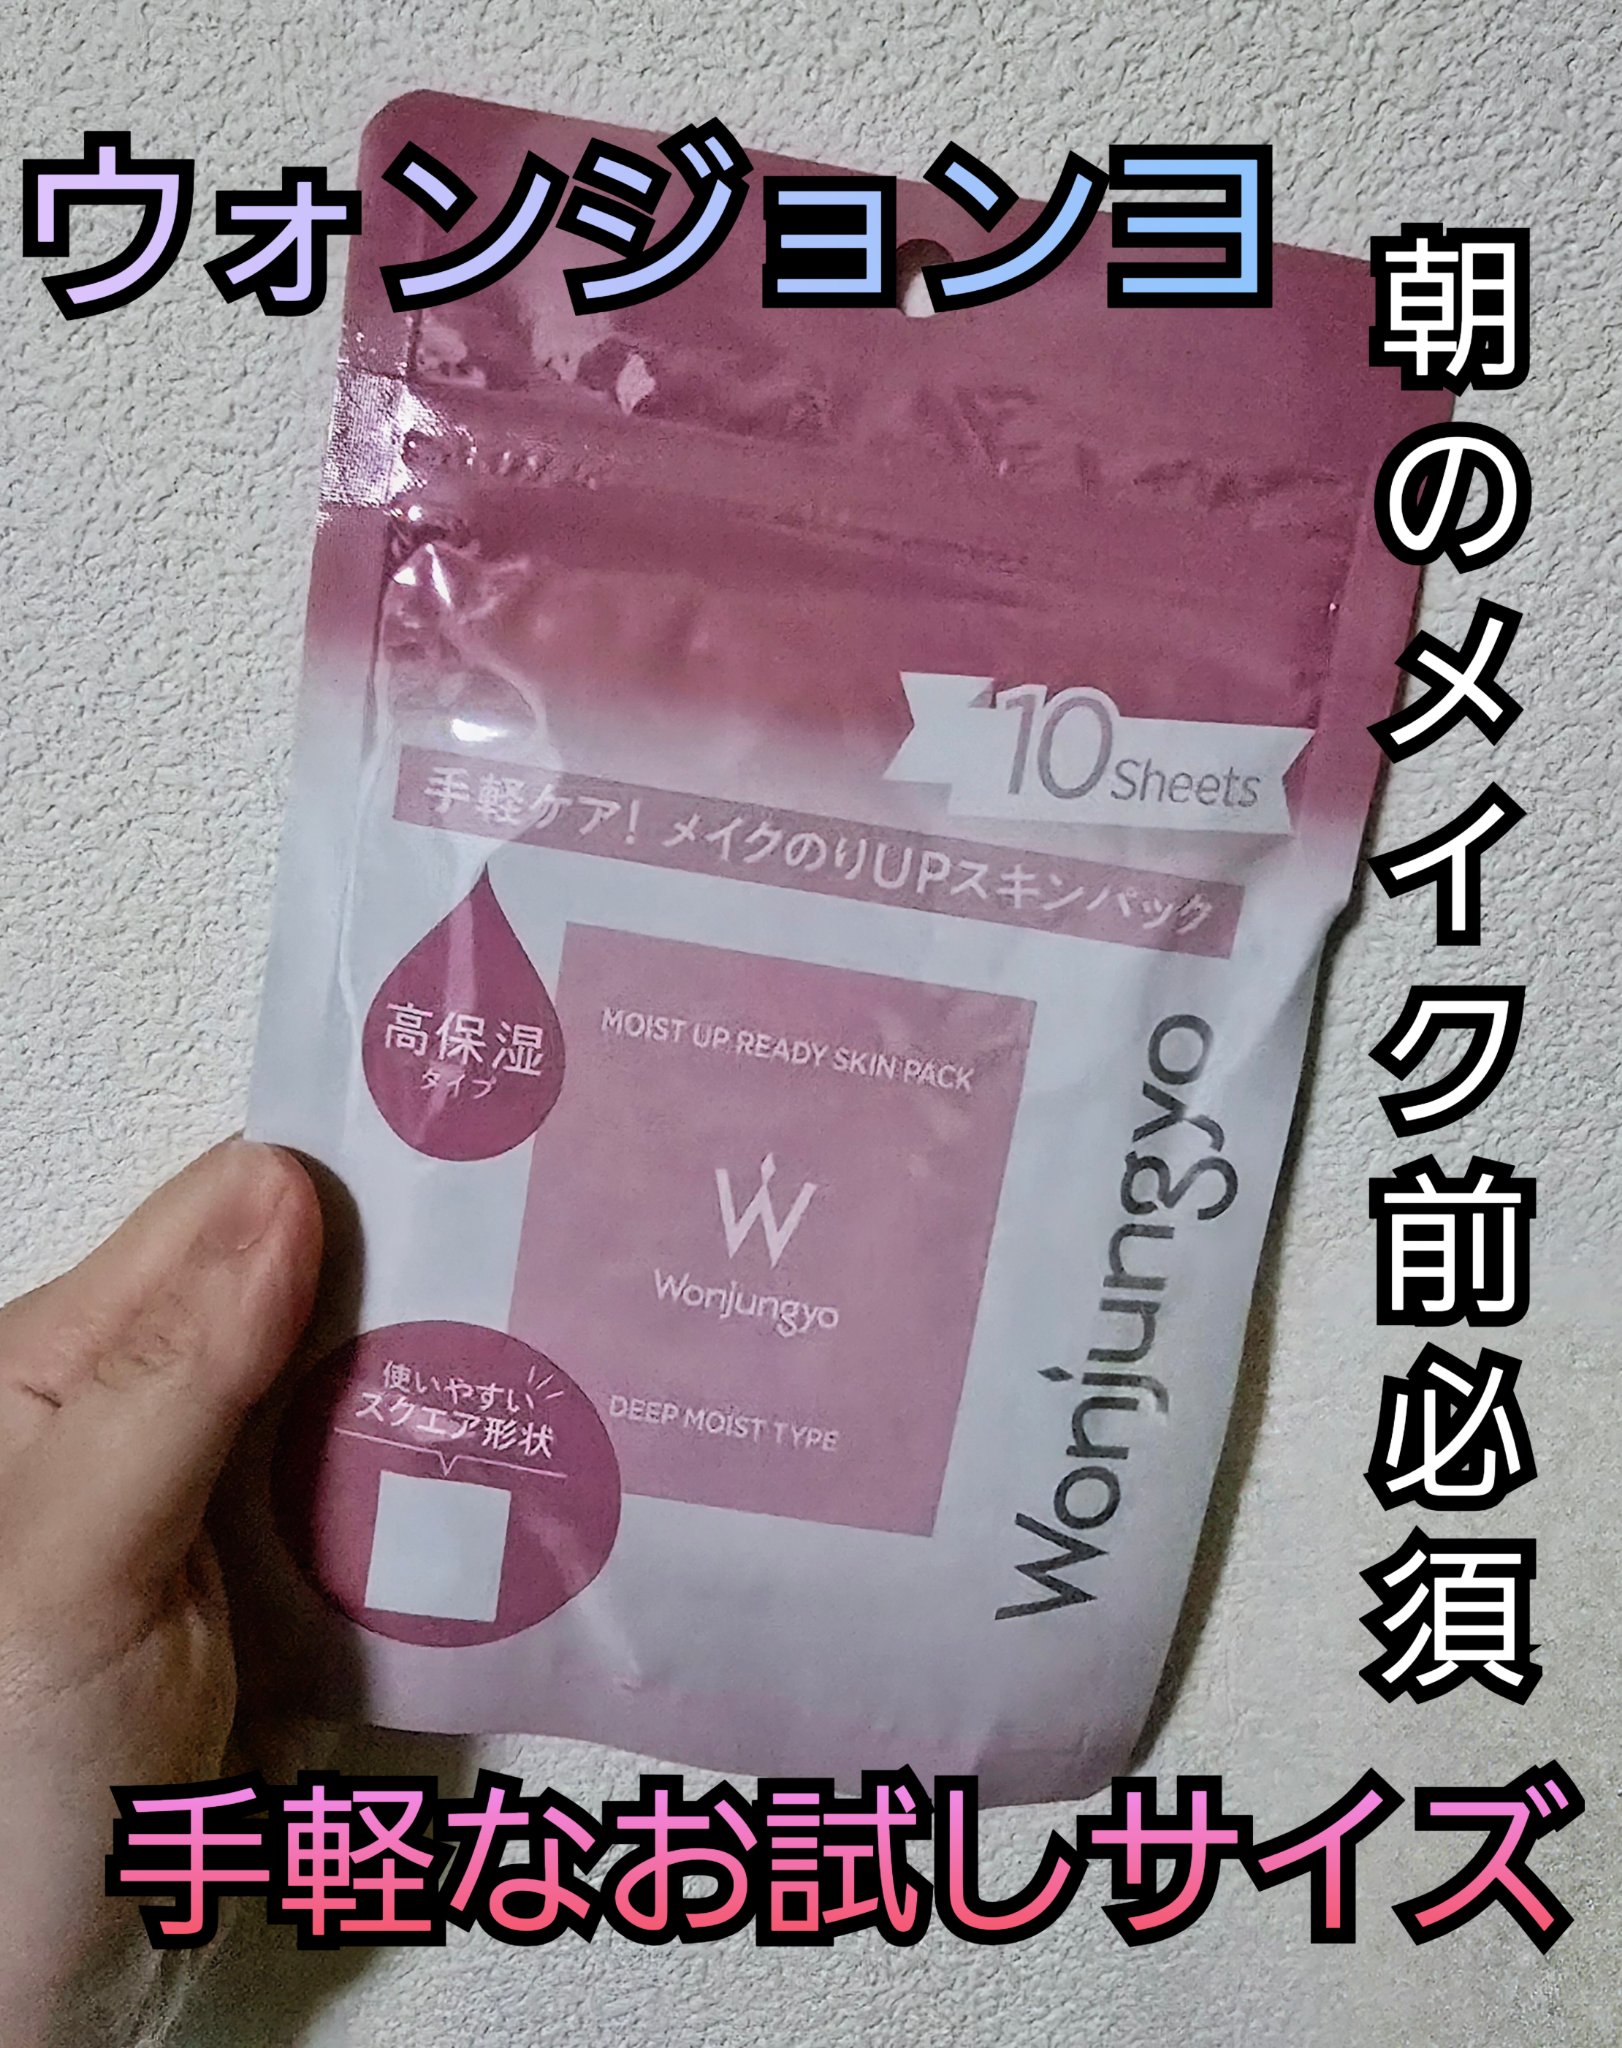 ウォンジョンヨ
朝のメイク前必須
10 Sheets
手軽ケア！メイクのりUPスキンパック
高保湿
タイプ
MOIST UP READY SKIN PACK
W
Wonjungyo
DEEP MOIST TYPE
Wonjungyo
使いやすい
スクエア形状
手軽なお試しサイズ